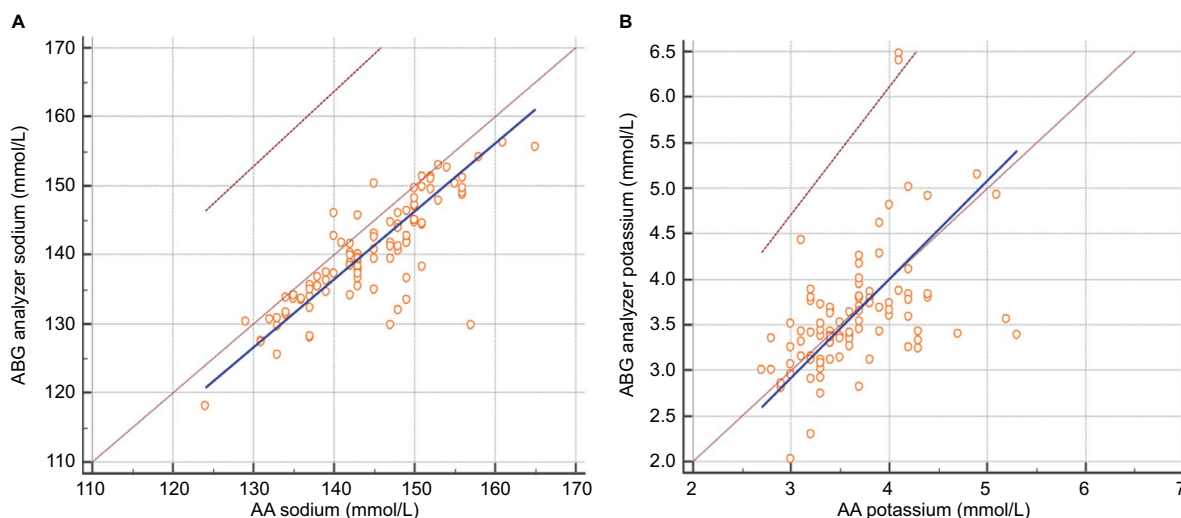 A
170
160
150
140
130
120
110
ABG analyzer sodium (mmol/L)
110 120 130 140 150 160 170
AA sodium (mmol/L)
B
6.5
6.0
5.5
5.0
4.5
4.0
3.5
3.0
2.5
2.0
ABG analyzer potassium (mmol/L)
2 3 4 5 6 7
AA potassium (mmol/L)